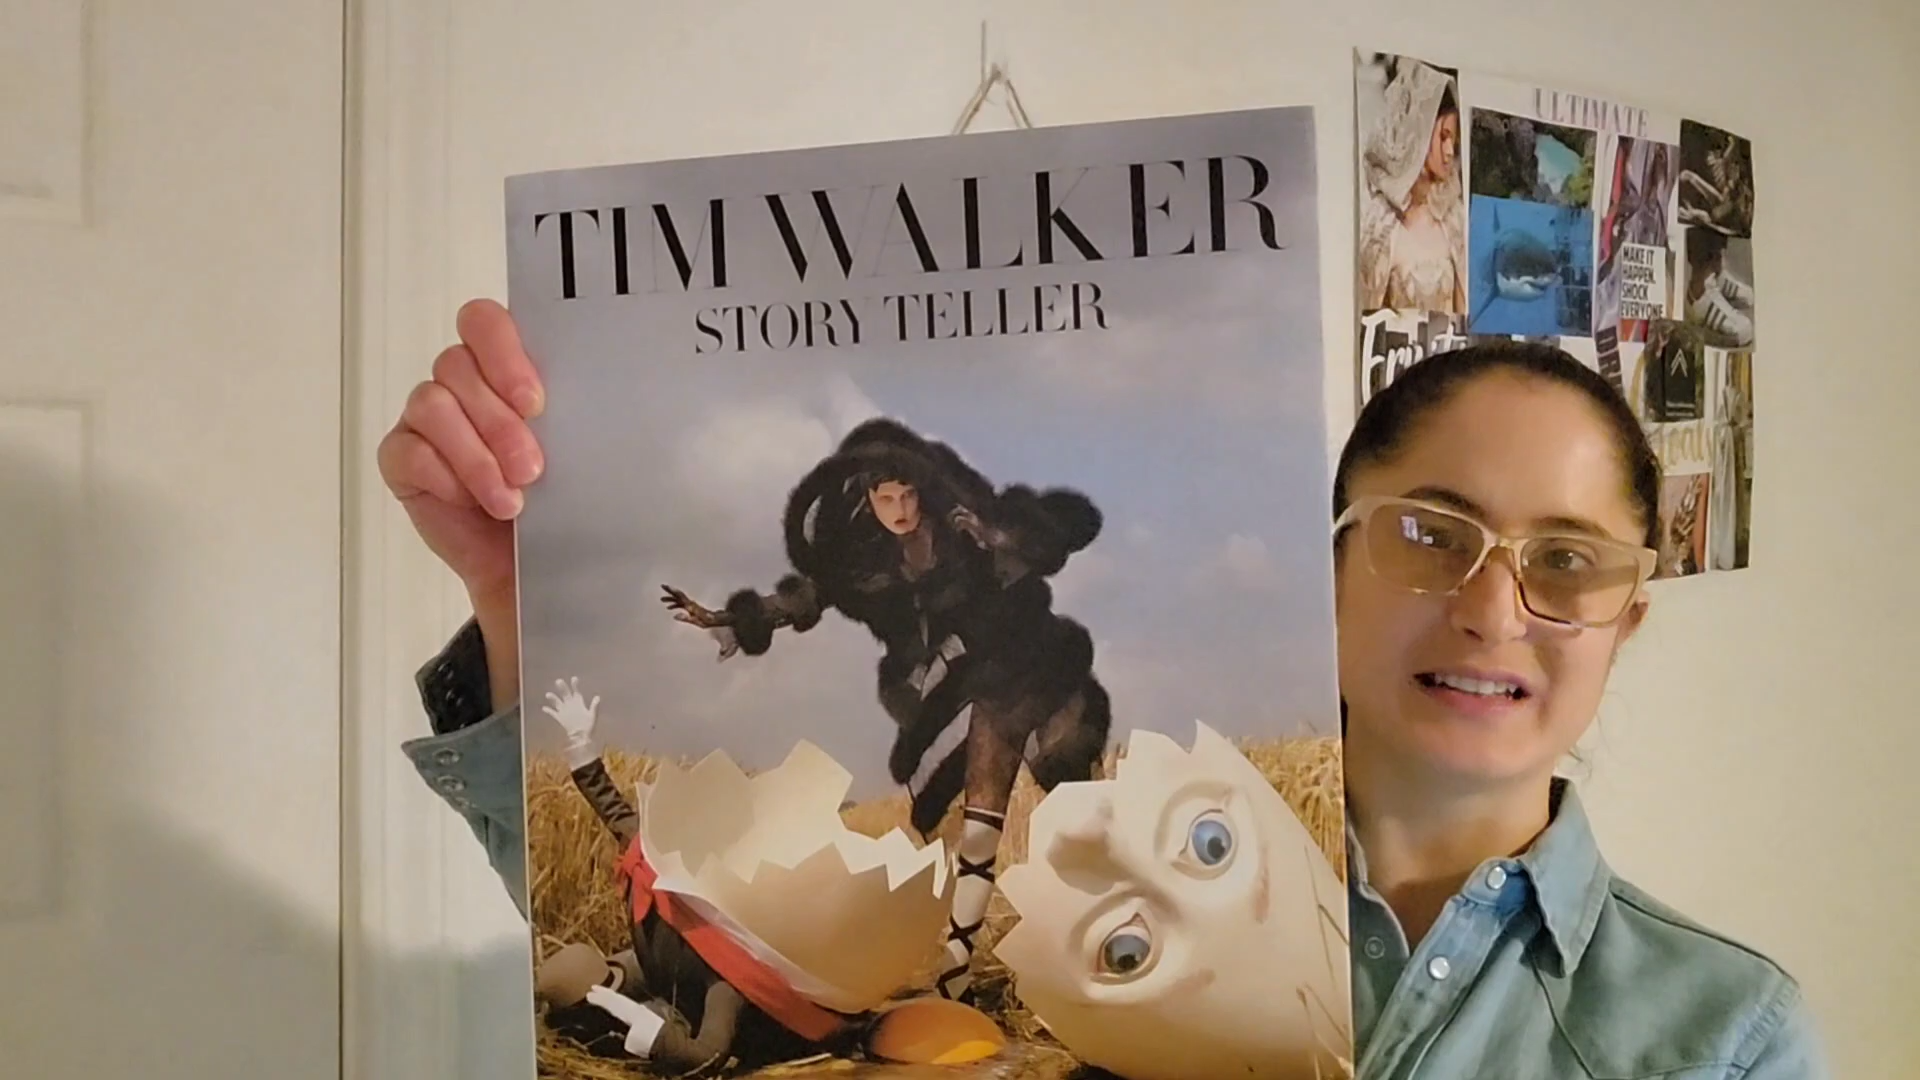 TIM WALKER
STORY TELLER
ULTIMATE
MAKE IT
HAPPEN.
SHOCK
EVERYONE